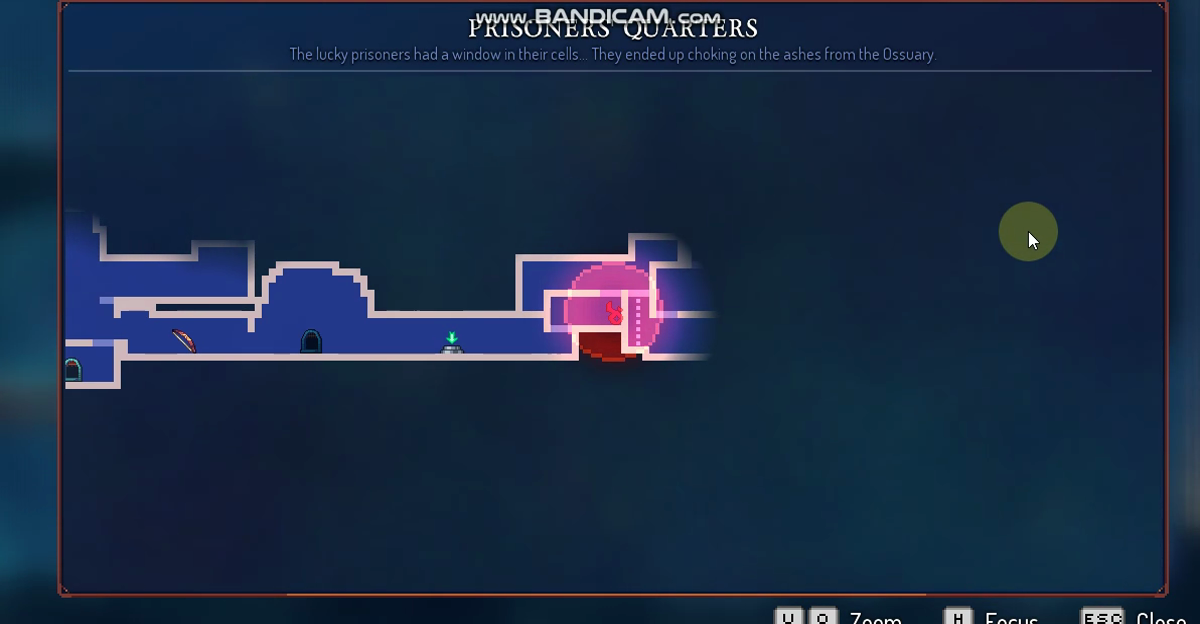 www.BANDICAM.com
PRISONERS' QUARTERS
The lucky prisoners had a window in their cells... They ended up choking on the ashes from the Ossuary.
Zoom H Focus ESC Close